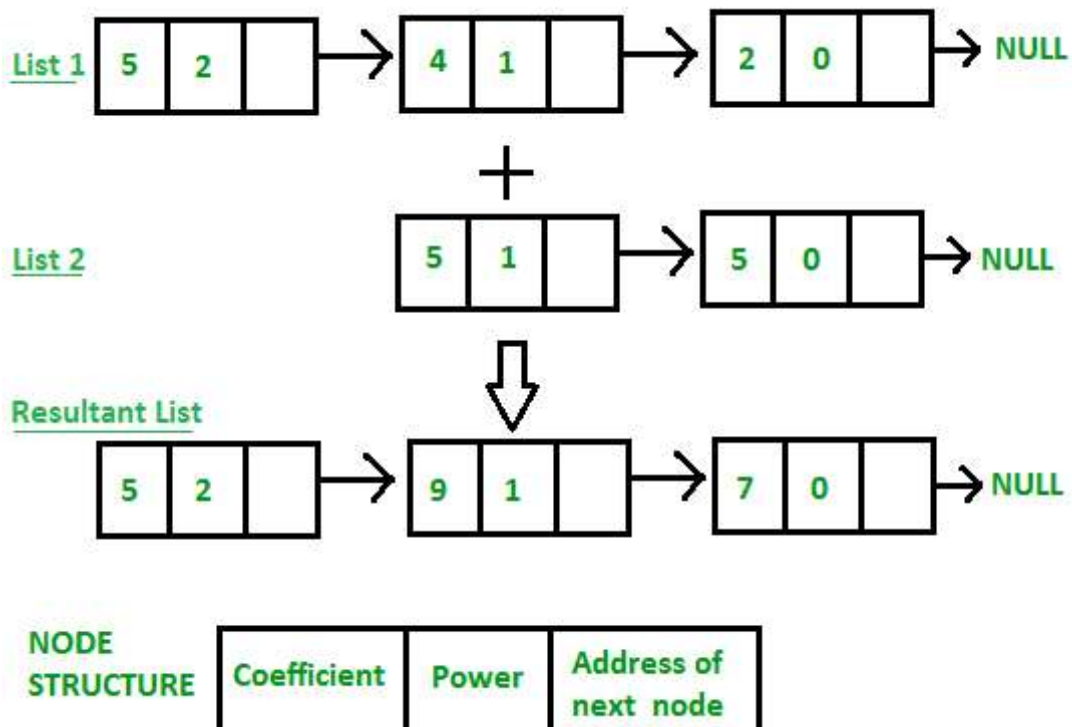 List 1 5 2 4 1 2 0 NULL
+
List 2 5 1 5 0 NULL
Resultant List
5 2 9 1 7 0 NULL
NODE STRUCTURE
Coefficient
Power
Address of
next node